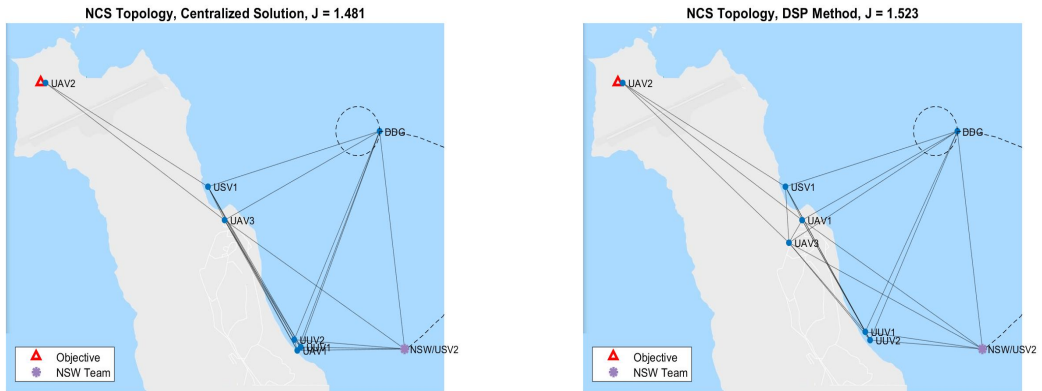 NCS Topology, Centralized Solution, J = 1.481
UAV2
DDG
USV1
UAV3
UUV2
UUV1
UAV1
NSW/USV2
Objective
NSW Team
NCS Topology, DSP Method, J = 1.523
UAV2
DDG
USV1
UAV1
UAV3
UUV1
UUV2
NSW/USV2
Objective
NSW Team